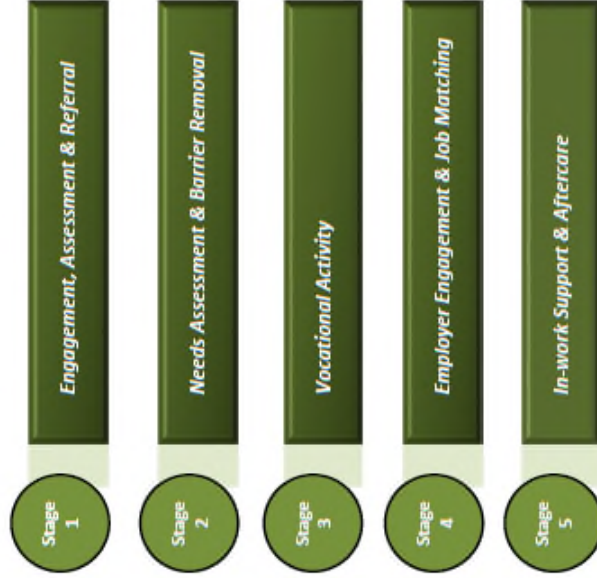 Stage
1
Engagement, Assessment & Referral
Stage
2
Needs Assessment & Barrier Removal
Stage
3
Vocational Activity
Stage
4
Employer Engagement & Job Matching
Stage
5
In-work Support & Aftercare